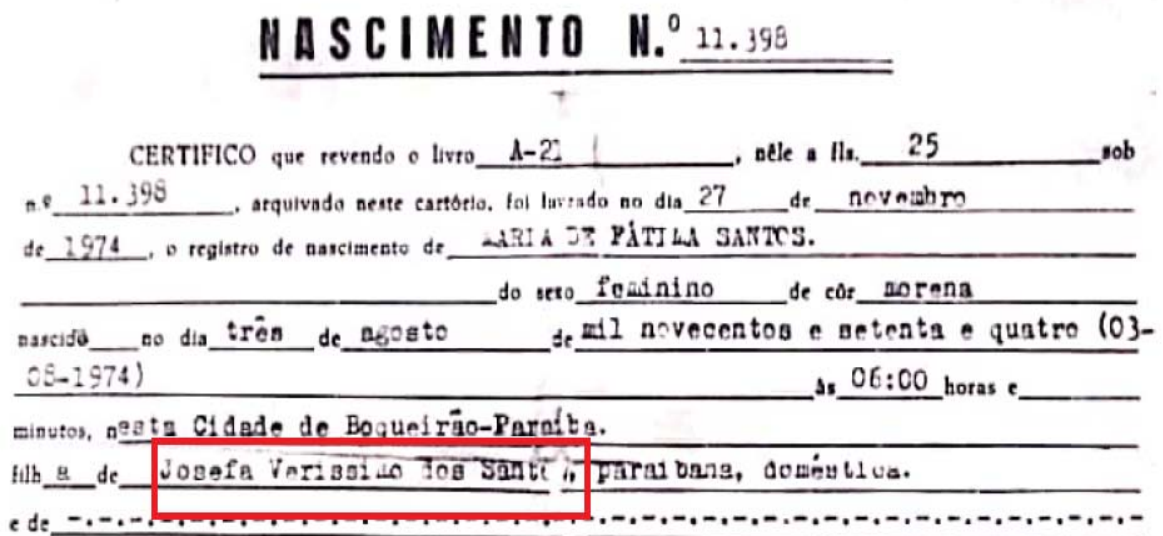 NASCIMENTO N.º 11.398
CERTIFICO que revendo o livro A-21, nêle a fls. 25 sob
n.º 11.398, arquivado neste cartório, foi lavrado no dia 27 de novembro
de 1974, o registro de nascimento de MARIA DE FÁTIMA SANTOS.
do sexo feminino de côr morena
nascida no dia três de agosto de mil novecentos e setenta e quatro (03-
08-1974) às 06:00 horas e
minutos, nesta Cidade de Boqueirão-Paraíba.
filh a de Josefa Verissimo dos Santos, paraibana, doméstica.
e de -.-.-.-.-.-.-.-.-.-.-.-.-.-.-.-.-.-.-.-.-.-.-.-.-.-.-.-.-.-